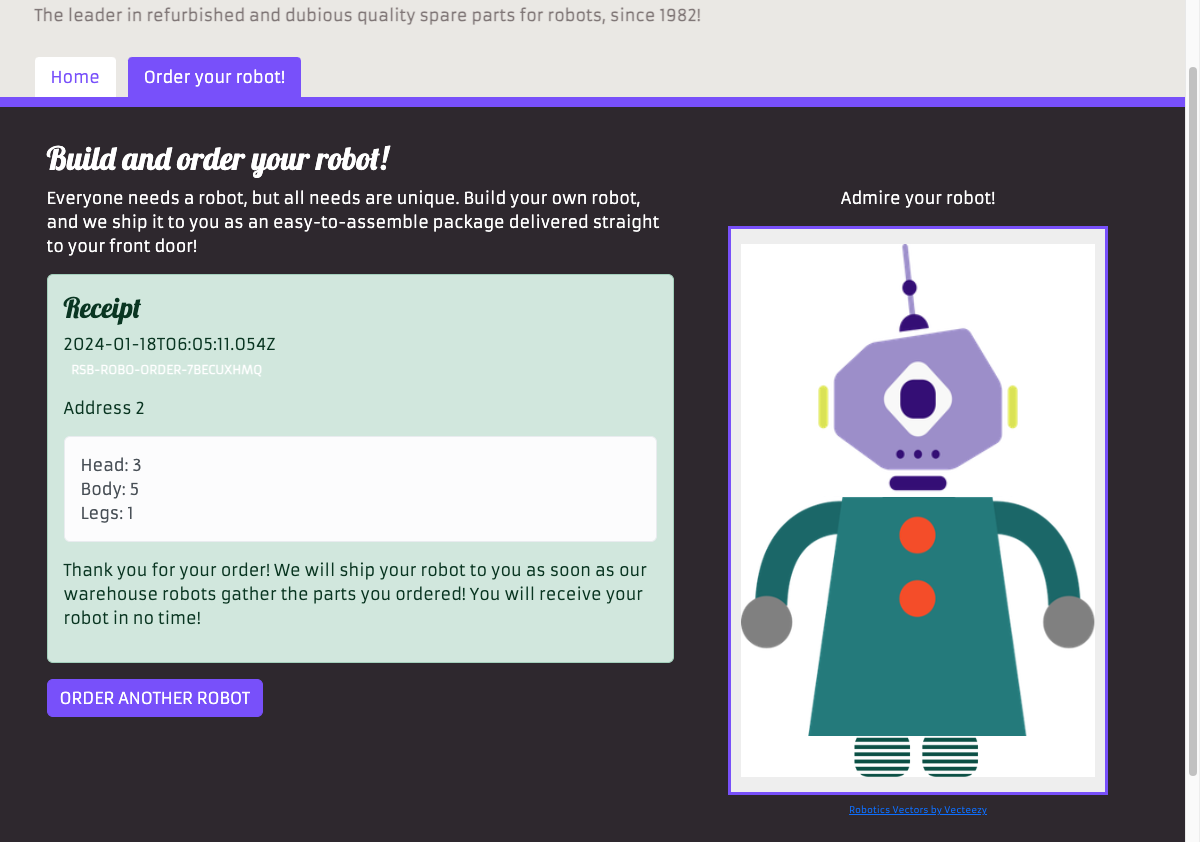 The leader in refurbished and dubious quality spare parts for robots, since 1982!
Home
Order your robot!
Build and order your robot!
Everyone needs a robot, but all needs are unique. Build your own robot,
and we ship it to you as an easy-to-assemble package delivered straight
to your front door!
Receipt
2024-01-18T06:05:11.054Z
RSB-ROBO-ORDER-7BECUXHMQ
Address 2
Head: 3
Body: 5
Legs: 1
Thank you for your order! We will ship your robot to you as soon as our
warehouse robots gather the parts you ordered! You will receive your
robot in no time!
ORDER ANOTHER ROBOT
Admire your robot!
Robotics Vectors by Vecteezy